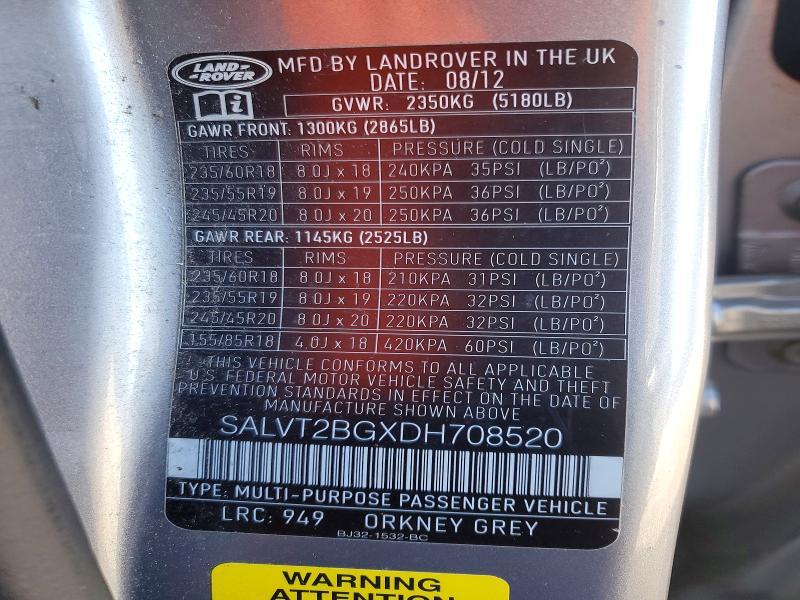 LAND-
-ROVER
MFD BY LANDROVER IN THE UK
DATE: 08/12
GVWR: 2350KG (5180LB)
GAWR FRONT: 1300KG (2865LB)
TIRES RIMS PRESSURE (COLD SINGLE)
235/60R18 8.0J x 18 240KPA 35PSI (LB/PO²)
235/55R19 8.0J x 19 250KPA 36PSI (LB/PO²)
245/45R20 8.0J x 20 250KPA 36PSI (LB/PO²)
GAWR REAR: 1145KG (2525LB)
TIRES RIMS PRESSURE (COLD SINGLE)
235/60R18 8.0J x 18 210KPA 31PSI (LB/PO²)
235/55R19 8.0J x 19 220KPA 32PSI (LB/PO²)
245/45R20 8.0J x 20 220KPA 32PSI (LB/PO²)
155/85R18 4.0J x 18 420KPA 60PSI (LB/PO²)
THIS VEHICLE CONFORMS TO ALL APPLICABLE
U.S. FEDERAL MOTOR VEHICLE SAFETY AND THEFT
PREVENTION STANDARDS IN EFFECT ON THE DATE OF
MANUFACTURE SHOWN ABOVE
SALVT2BGXDH708520
TYPE: MULTI-PURPOSE PASSENGER VEHICLE
LRC: 949 ORKNEY GREY
BJ32-1532-BC
WARNING
ATTENTION